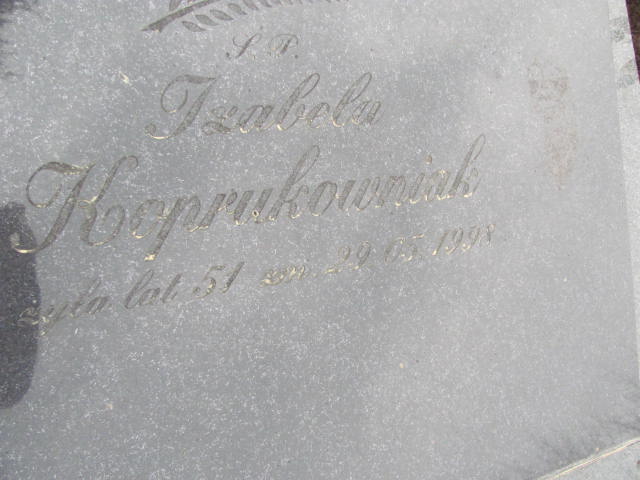 Ś. P.
Izabela
Koprukowniak
żyła lat 51 zm. 29.05.1998